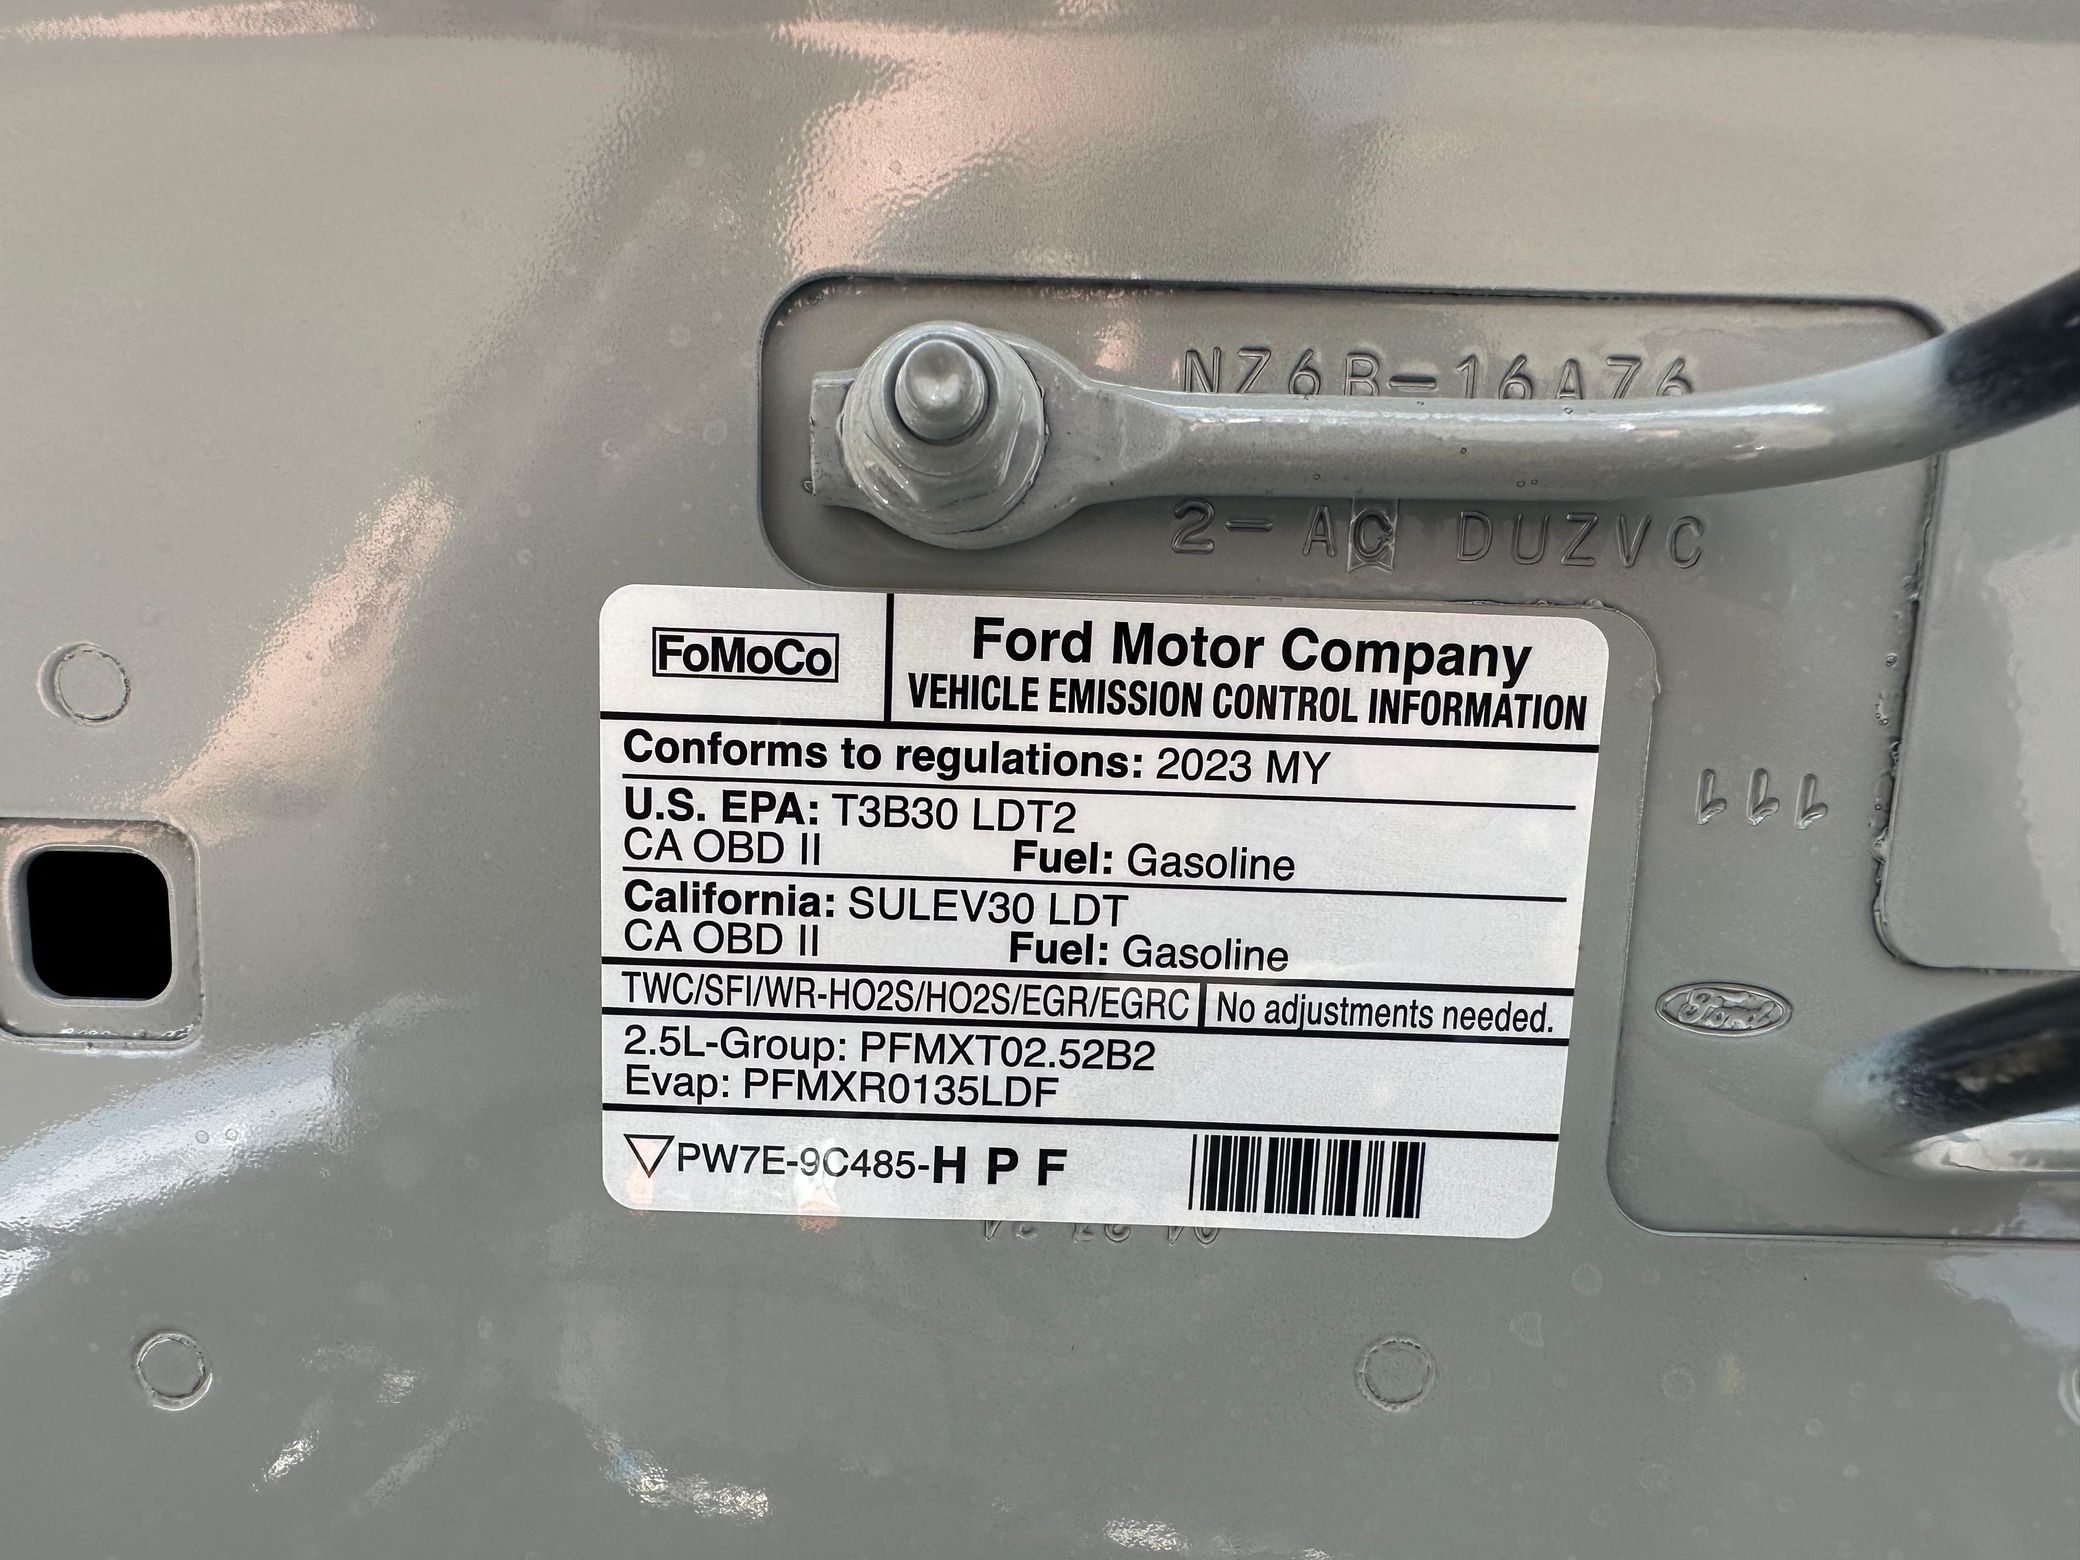 NZ6B-16A76
2-AC DUZVC
FoMoCo
Ford Motor Company
VEHICLE EMISSION CONTROL INFORMATION
Conforms to regulations: 2023 MY
U.S. EPA: T3B30 LDT2
CA OBD II Fuel: Gasoline
California: SULEV30 LDT
CA OBD II Fuel: Gasoline
TWC/SFI/WR-HO2S/HO2S/EGR/EGRC No adjustments needed.
2.5L-Group: PFMXT02.52B2
Evap: PFMXR0135LDF
PW7E-9C485-H P F
Ford